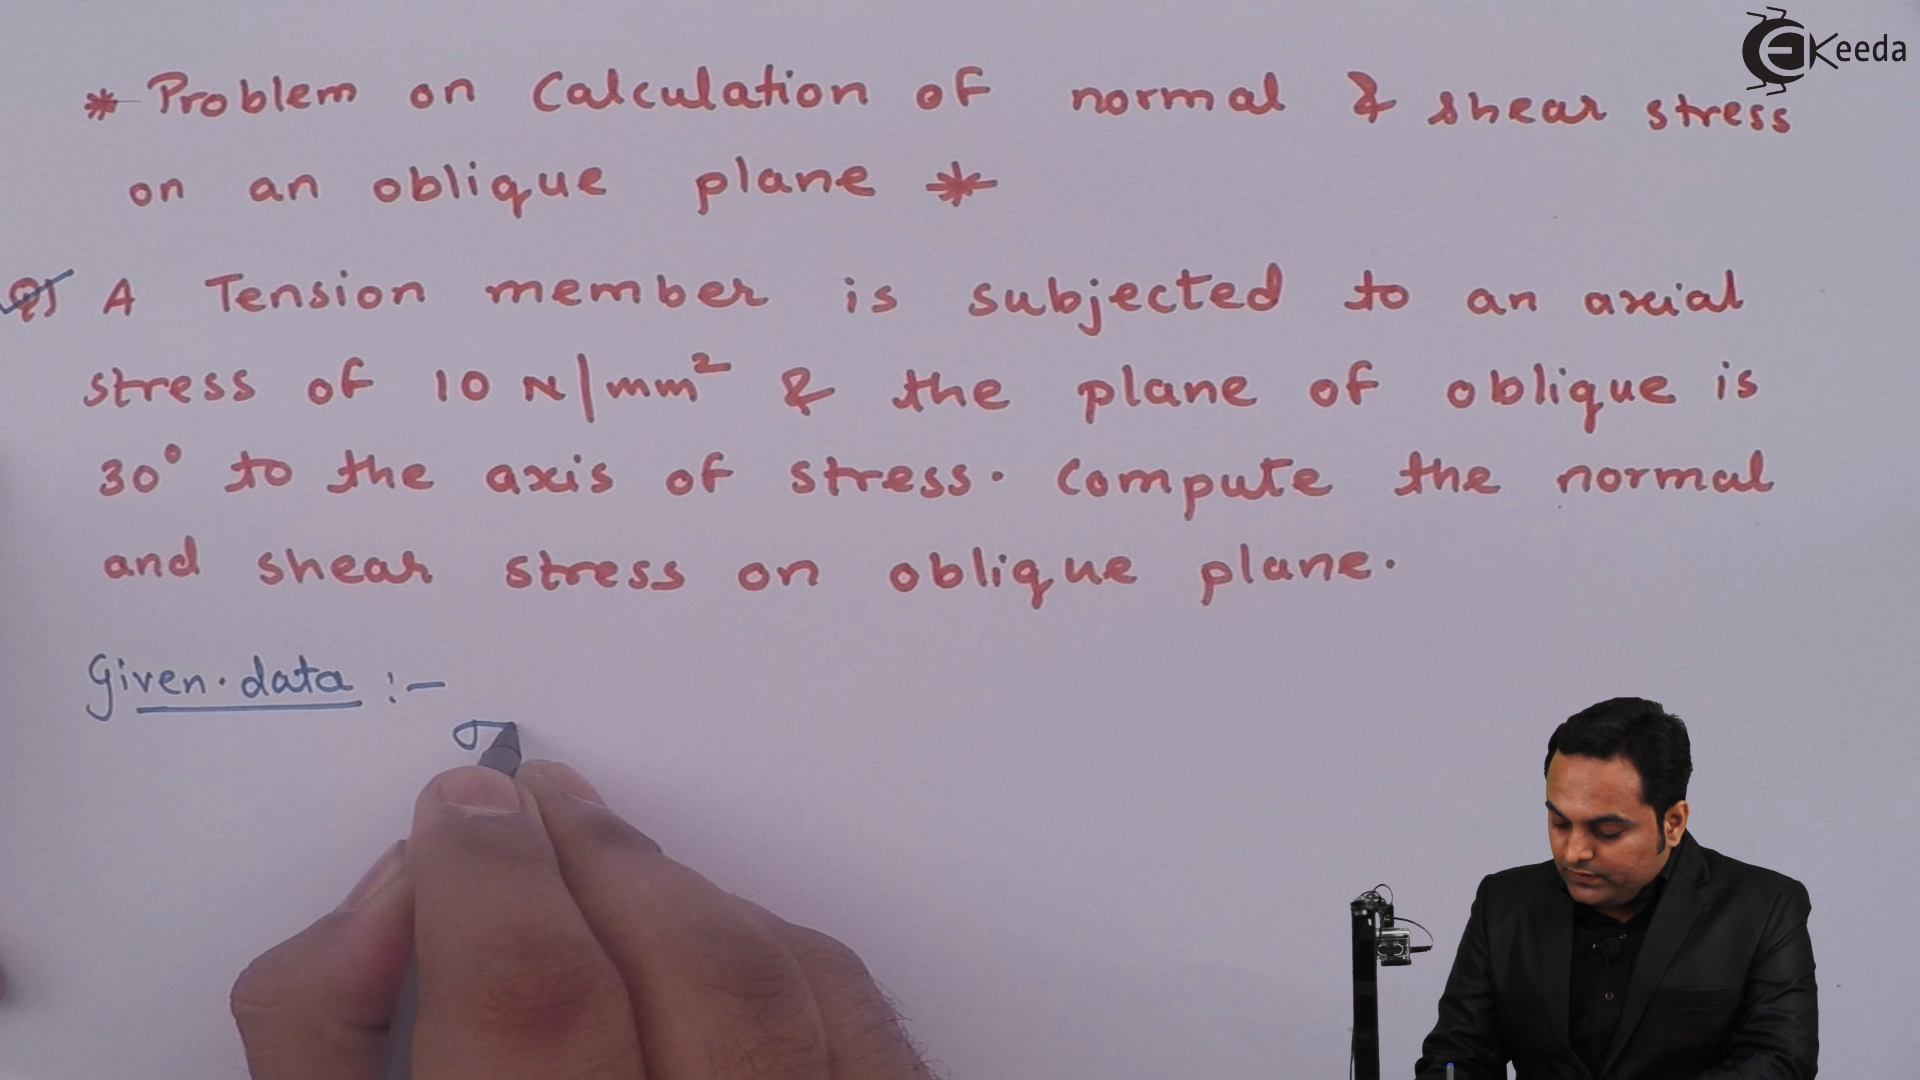 EKeeda
* Problem on Calculation of normal & shear stress
on an oblique plane *
Q) A Tension member is subjected to an axial
stress of 10 N/mm² & the plane of oblique is
30° to the axis of stress. Compute the normal
and shear stress on oblique plane.
Given data :-
σ